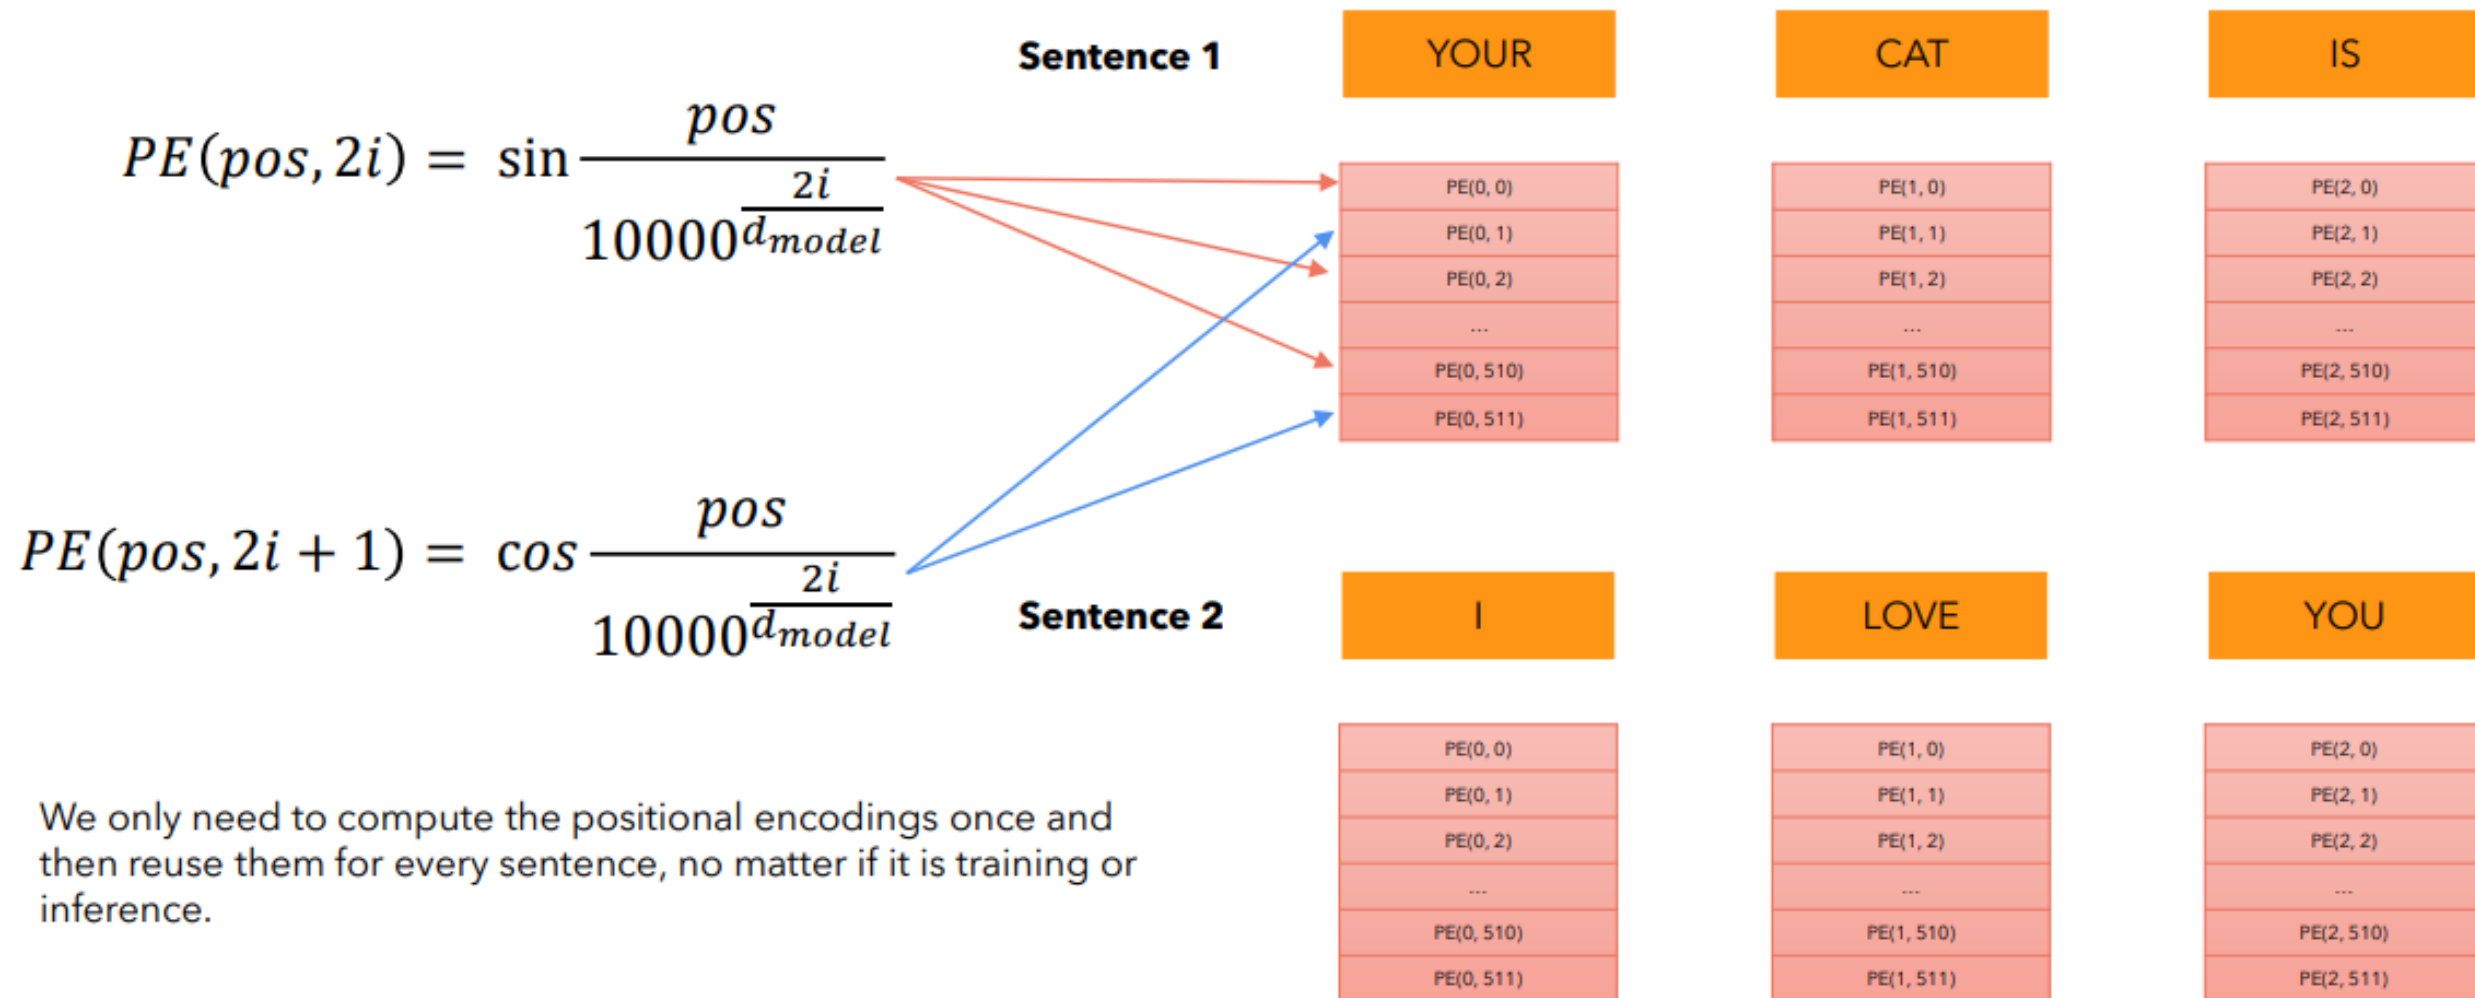 Sentence 1
YOUR
CAT
IS
PE(pos, 2i) = sin pos / 10000^(2i / d_model)
PE(0, 0)
PE(1, 0)
PE(2, 0)
PE(0, 1)
PE(1, 1)
PE(2, 1)
PE(0, 2)
PE(1, 2)
PE(2, 2)
...
...
...
PE(0, 510)
PE(1, 510)
PE(2, 510)
PE(0, 511)
PE(1, 511)
PE(2, 511)
PE(pos, 2i + 1) = cos pos / 10000^(2i / d_model)
Sentence 2
I
LOVE
YOU
PE(0, 0)
PE(1, 0)
PE(2, 0)
PE(0, 1)
PE(1, 1)
PE(2, 1)
PE(0, 2)
PE(1, 2)
PE(2, 2)
...
...
...
PE(0, 510)
PE(1, 510)
PE(2, 510)
PE(0, 511)
PE(1, 511)
PE(2, 511)
We only need to compute the positional encodings once and
then reuse them for every sentence, no matter if it is training or
inference.